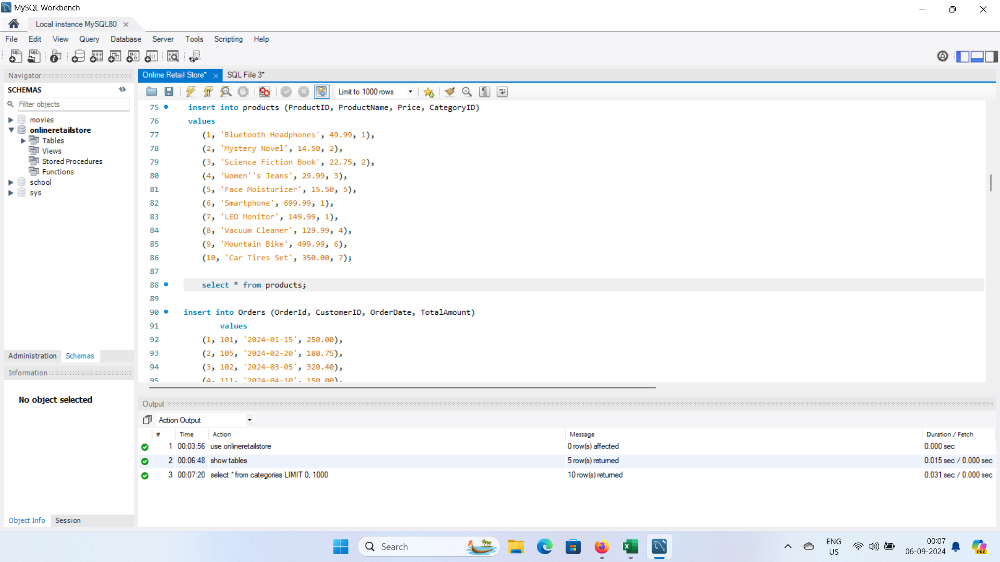 MySQL Workbench
Local instance MySQL80
File Edit View Query Database Server Tools Scripting Help
Navigator
SCHEMAS
Filter objects
movies
onlineretailstore
Tables
Views
Stored Procedures
Functions
school
sys
Administration Schemas
Information
No object selected
Object Info Session
Online Retail Store* SQL File 3*
Limit to 1000 rows
75 insert into products (ProductID, ProductName, Price, CategoryID)
76 values
77 (1, 'Bluetooth Headphones', 49.99, 1),
78 (2, 'Mystery Novel', 14.50, 2),
79 (3, 'Science Fiction Book', 22.75, 2),
80 (4, 'Women''s Jeans', 29.99, 3),
81 (5, 'Face Moisturizer', 15.50, 5),
82 (6, 'Smartphone', 699.99, 1),
83 (7, 'LED Monitor', 149.99, 1),
84 (8, 'Vacuum Cleaner', 129.99, 4),
85 (9, 'Mountain Bike', 499.99, 6),
86 (10, 'Car Tires Set', 350.00, 7);
87
88 select * from products;
89
90 insert into Orders (OrderId, CustomerID, OrderDate, TotalAmount)
91 values
92 (1, 101, '2024-01-15', 250.00),
93 (2, 105, '2024-02-20', 180.75),
94 (3, 102, '2024-03-05', 320.40),
95 (4, 111, '2024-04-10', 150.00),
Output
Action Output
# Time Action Message Duration / Fetch
1 00:03:56 use onlineretailstore 0 row(s) affected 0.000 sec
2 00:06:48 show tables 5 row(s) returned 0.015 sec / 0.000 sec
3 00:07:20 select * from categories LIMIT 0, 1000 10 row(s) returned 0.031 sec / 0.000 sec
Search
ENG
US
00:07
06-09-2024
PRE